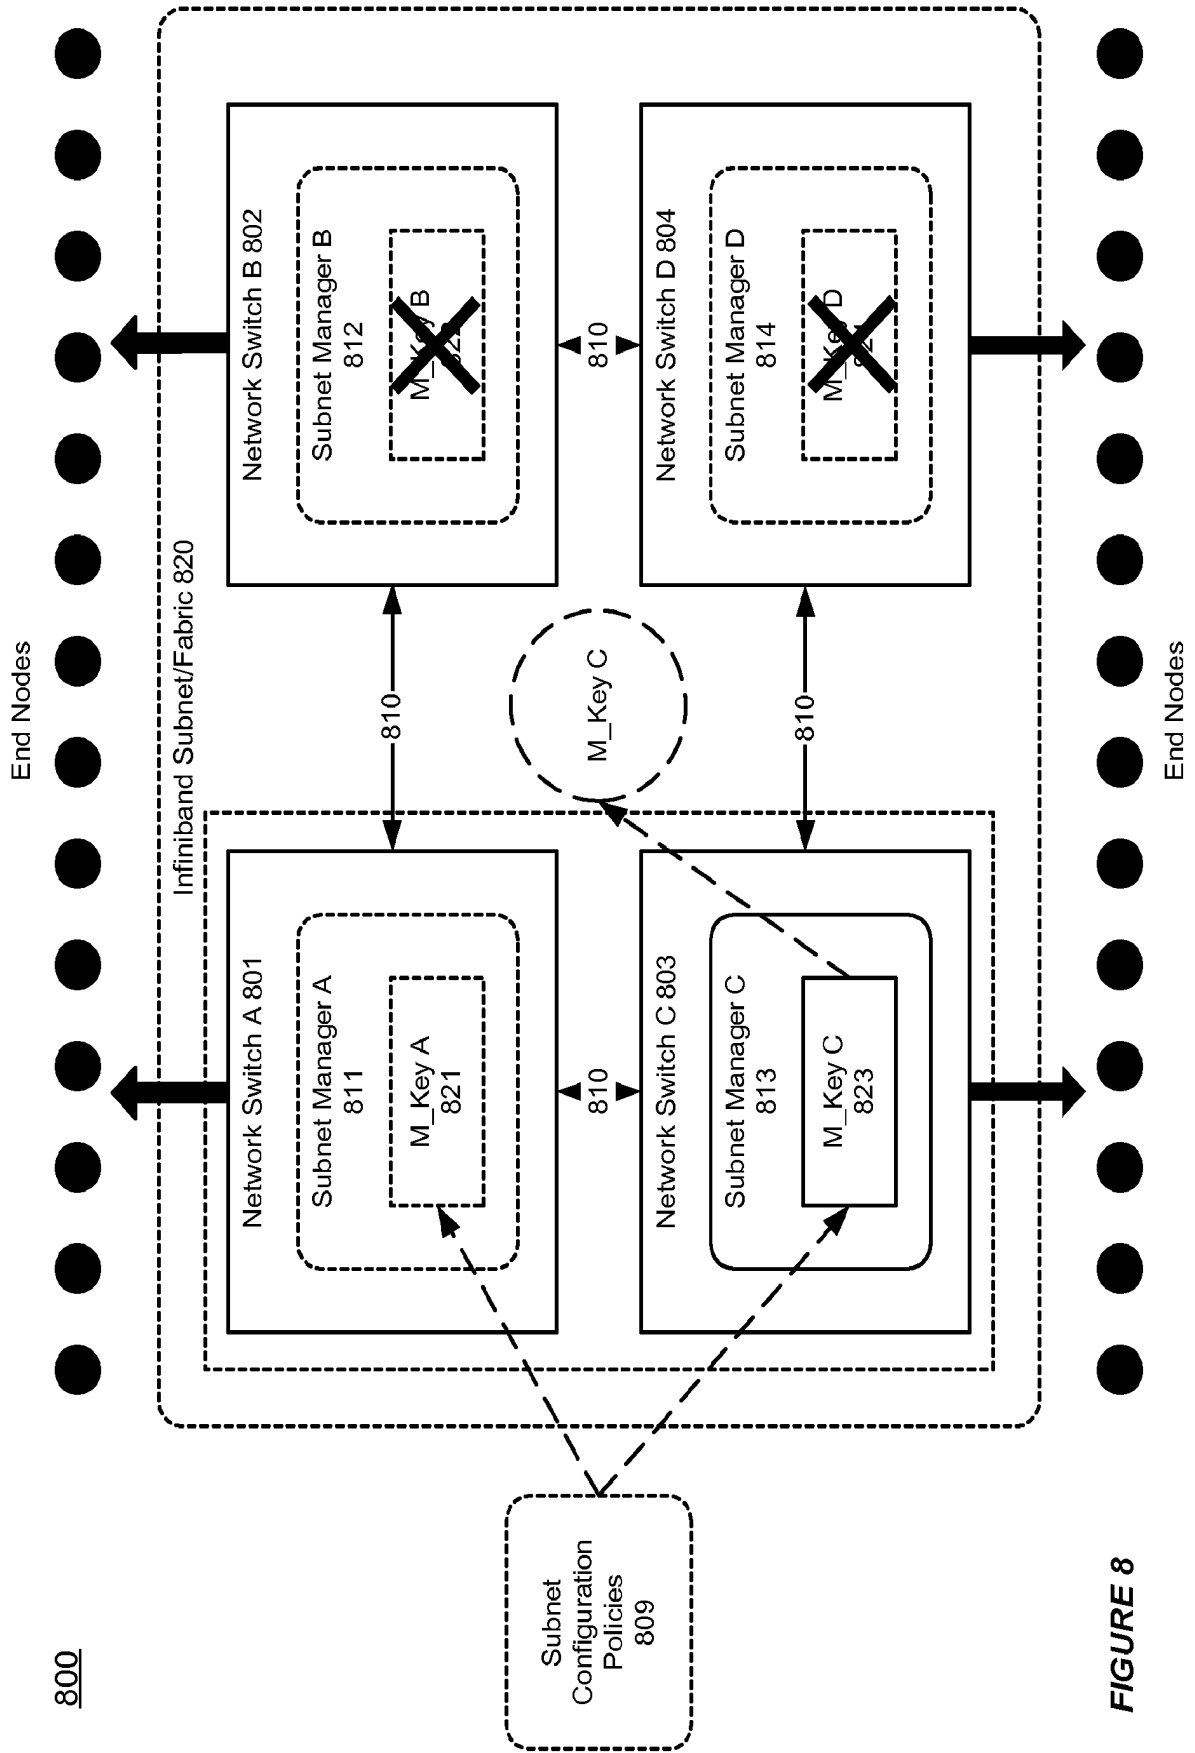 End Nodes
800
Infiniband Subnet/Fabric 820
Network Switch A 801
Subnet Manager A
811
M_Key A
821
Network Switch B 802
Subnet Manager B
812
M_Key B
810
Subnet
Configuration
Policies
809
810
M_Key C
810
Network Switch C 803
Subnet Manager C
813
M_Key C
823
Network Switch D 804
Subnet Manager D
814
M_Key D
810
End Nodes
FIGURE 8